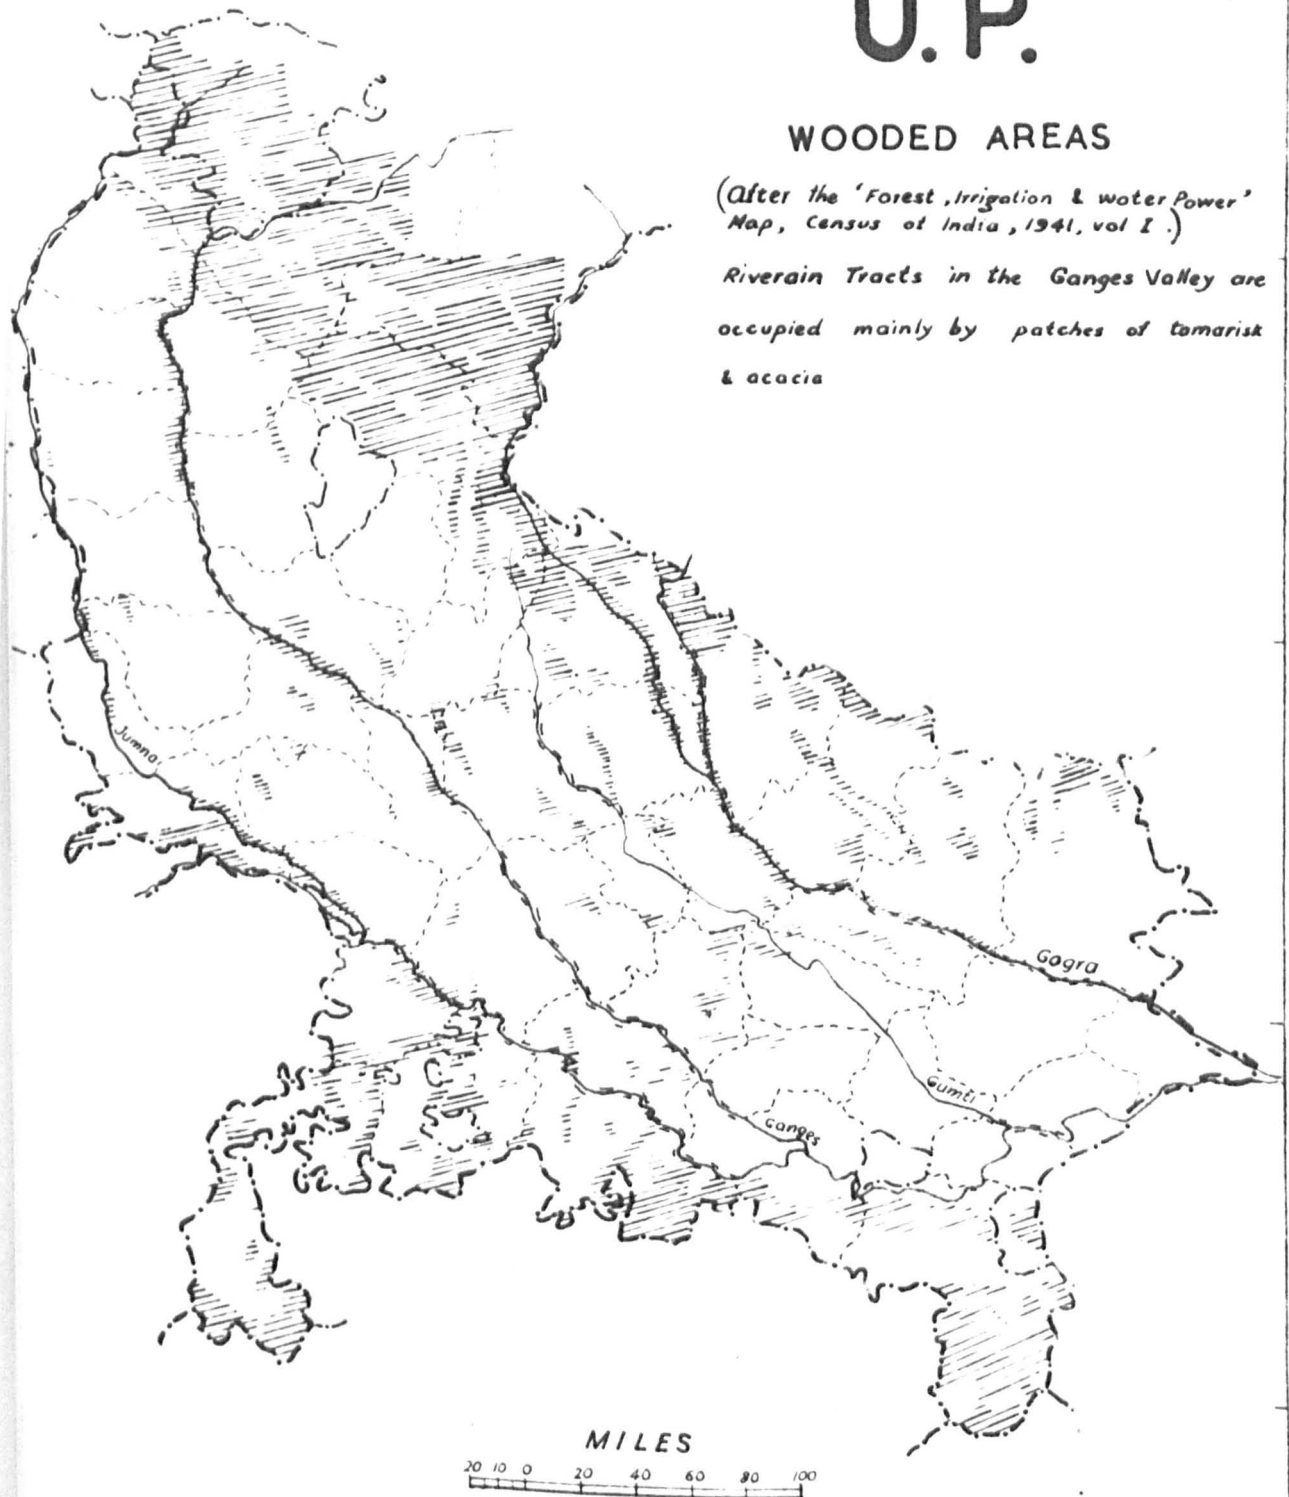 U.P.
WOODED AREAS
(After the 'Forest, Irrigation & water Power'
Map, Census of India, 1941, vol I.)
Riverain Tracts in the Ganges Valley are
occupied mainly by patches of tamarisk
& acacia
Jumna
Gogra
Gumti
Ganges
MILES
20 10 0 20 40 60 80 100